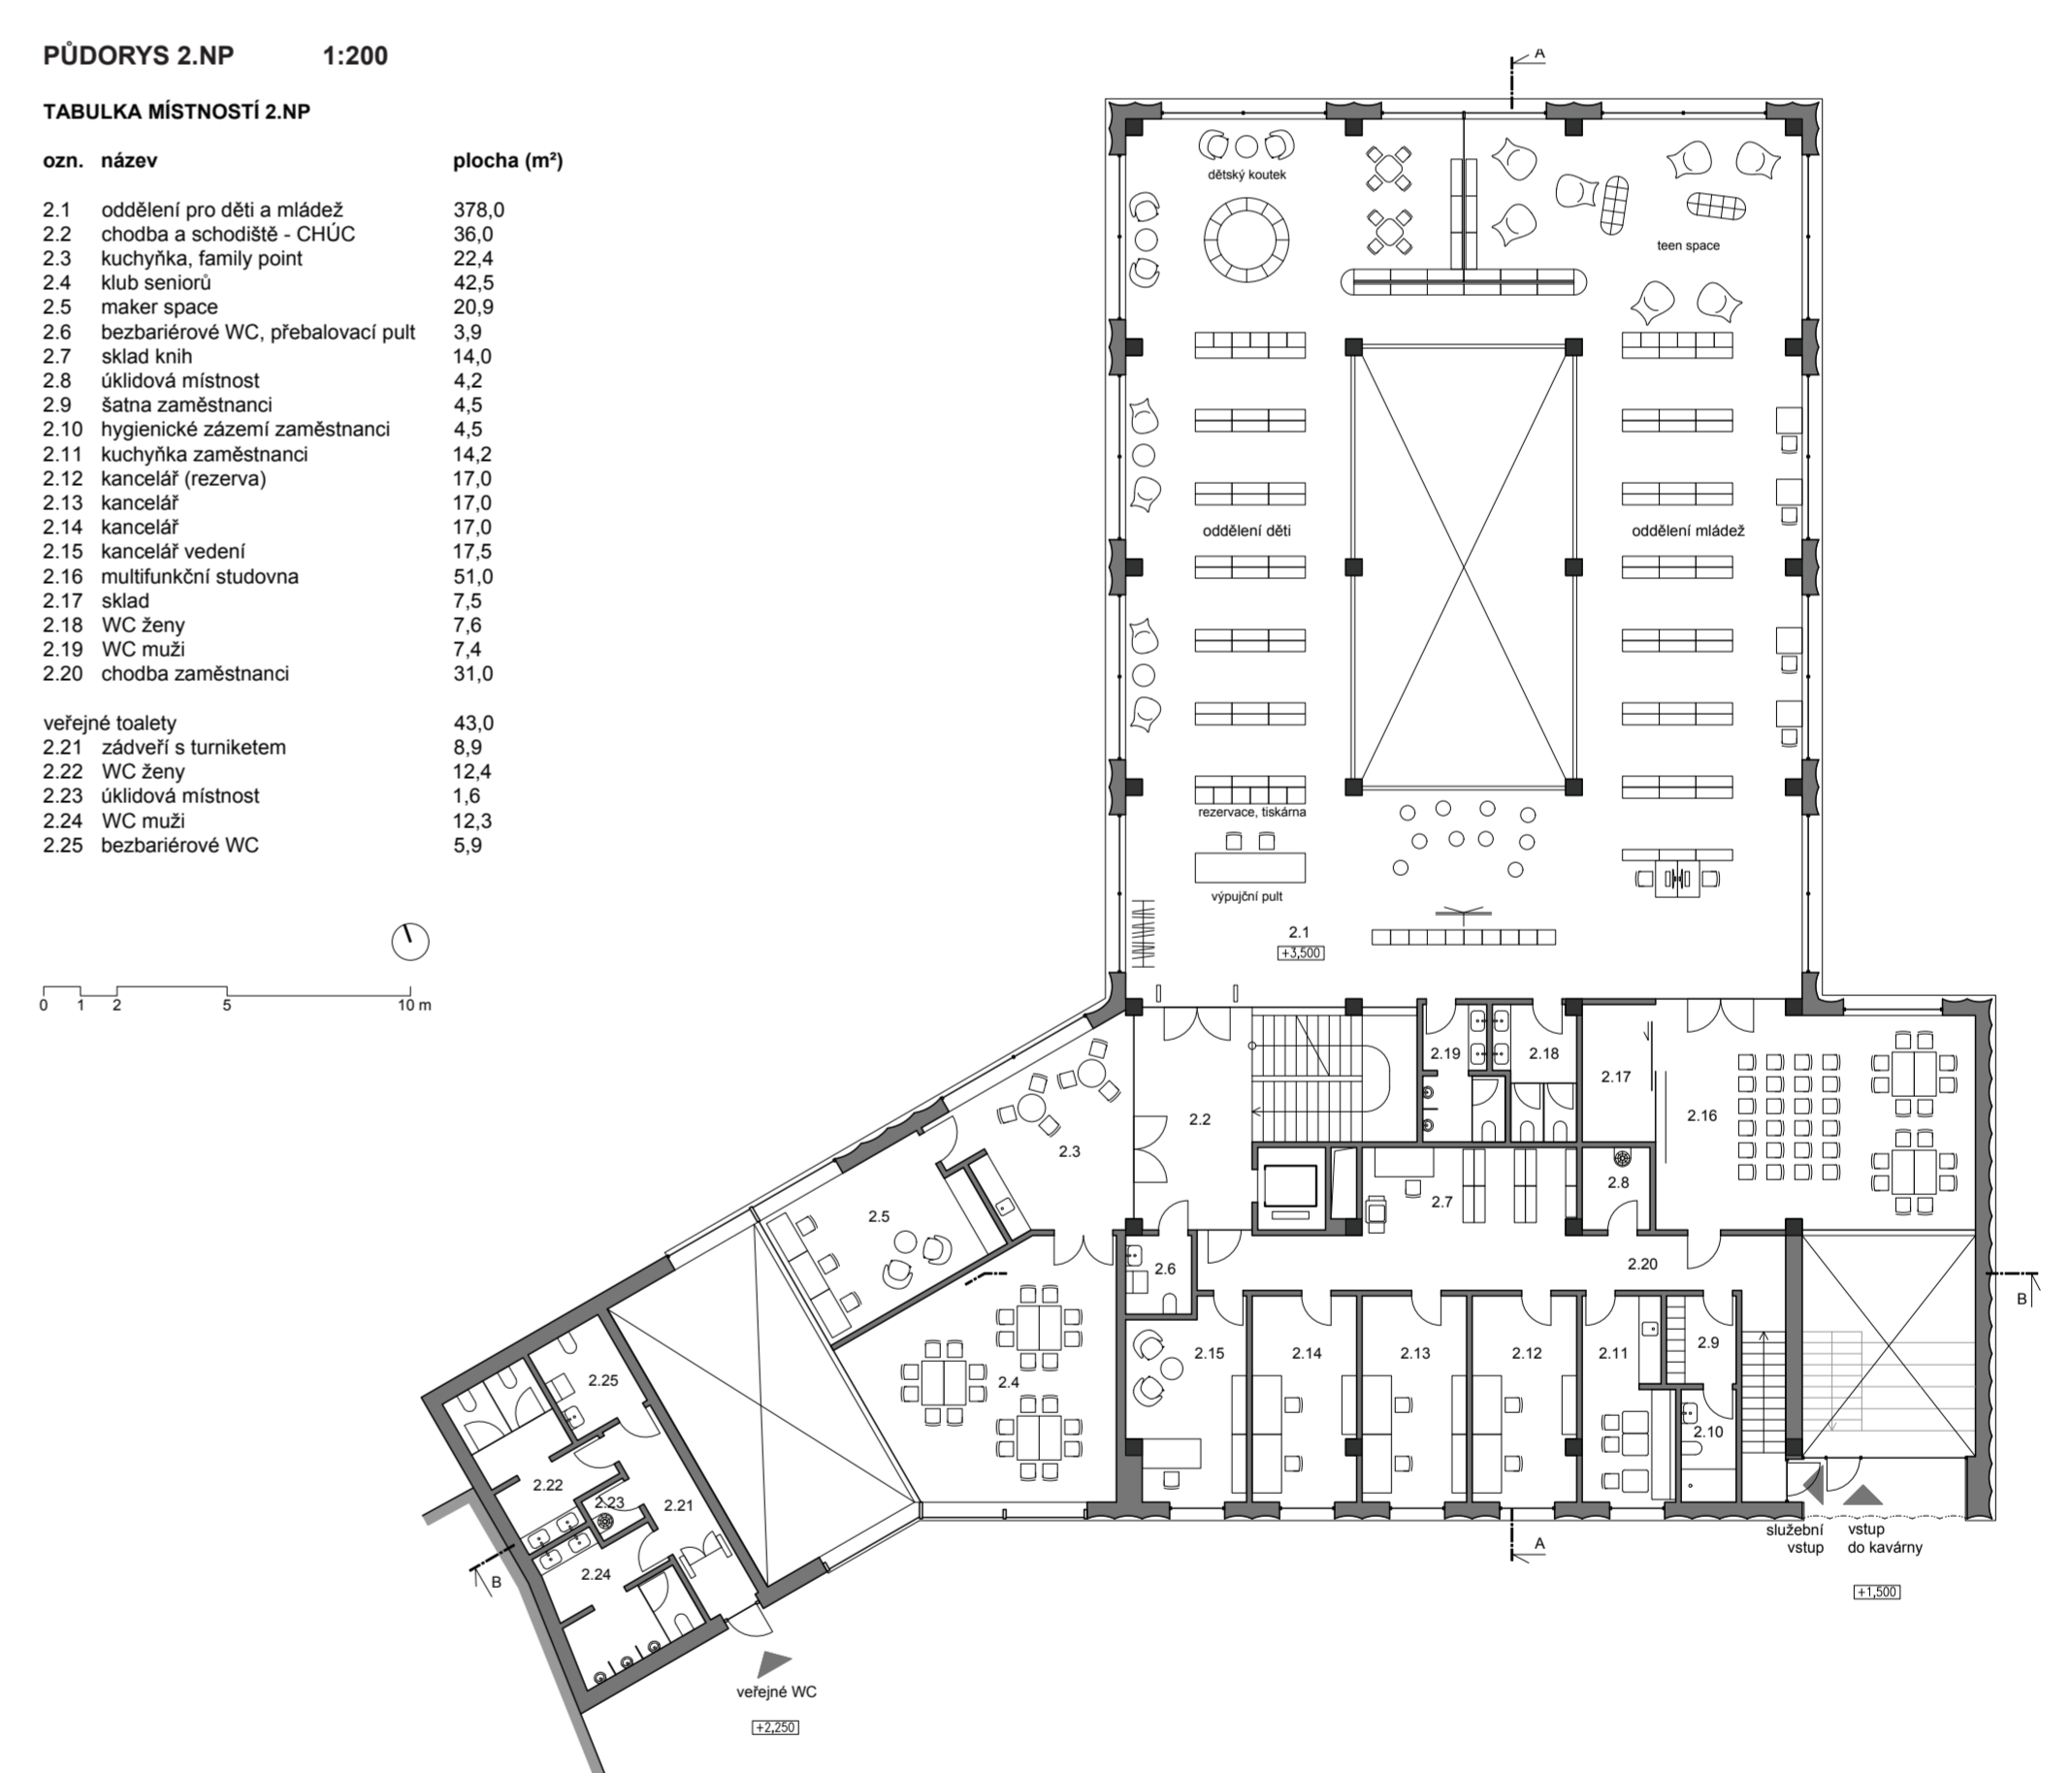 PŮDORYS 2.NP 1:200
TABULKA MÍSTNOSTÍ 2.NP
ozn. název plocha (m²)
2.1 oddělení pro děti a mládež 378,0
2.2 chodba a schodiště - CHÚC 36,0
2.3 kuchyňka, family point 22,4
2.4 klub seniorů 42,5
2.5 maker space 20,9
2.6 bezbariérové WC, přebalovací pult 3,9
2.7 sklad knih 14,0
2.8 úklidová místnost 4,2
2.9 šatna zaměstnanci 4,5
2.10 hygienické zázemí zaměstnanci 4,5
2.11 kuchyňka zaměstnanci 14,2
2.12 kancelář (rezerva) 17,0
2.13 kancelář 17,0
2.14 kancelář 17,0
2.15 kancelář vedení 17,5
2.16 multifunkční studovna 51,0
2.17 sklad 7,5
2.18 WC ženy 7,6
2.19 WC muži 7,4
2.20 chodba zaměstnanci 31,0
veřejné toalety 43,0
2.21 zádveří s turniketem 8,9
2.22 WC ženy 12,4
2.23 úklidová místnost 1,6
2.24 WC muži 12,3
2.25 bezbariérové WC 5,9
0 1 2 5 10 m
A
dětský koutek
teen space
oddělení děti
oddělení mládež
rezervace, tiskárna
výpujční pult
2.1
+3,500
2.19
2.18
2.17
2.16
2.2
2.3
2.8
2.7
2.5
2.6
2.20
B
2.15
2.14
2.13
2.12
2.11
2.9
2.4
2.25
2.10
2.22
2.23
2.21
služební vstup
vstup do kavárny
A
B
2.24
+1,500
veřejné WC
+2,250